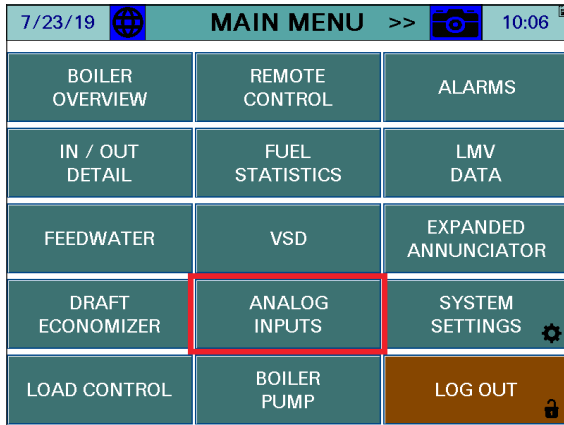 7/23/19 MAIN MENU >> 10:06
BOILER
OVERVIEW
REMOTE
CONTROL
ALARMS
IN / OUT
DETAIL
FUEL
STATISTICS
LMV
DATA
FEEDWATER
VSD
EXPANDED
ANNUNCIATOR
DRAFT
ECONOMIZER
ANALOG
INPUTS
SYSTEM
SETTINGS
LOAD CONTROL
BOILER
PUMP
LOG OUT